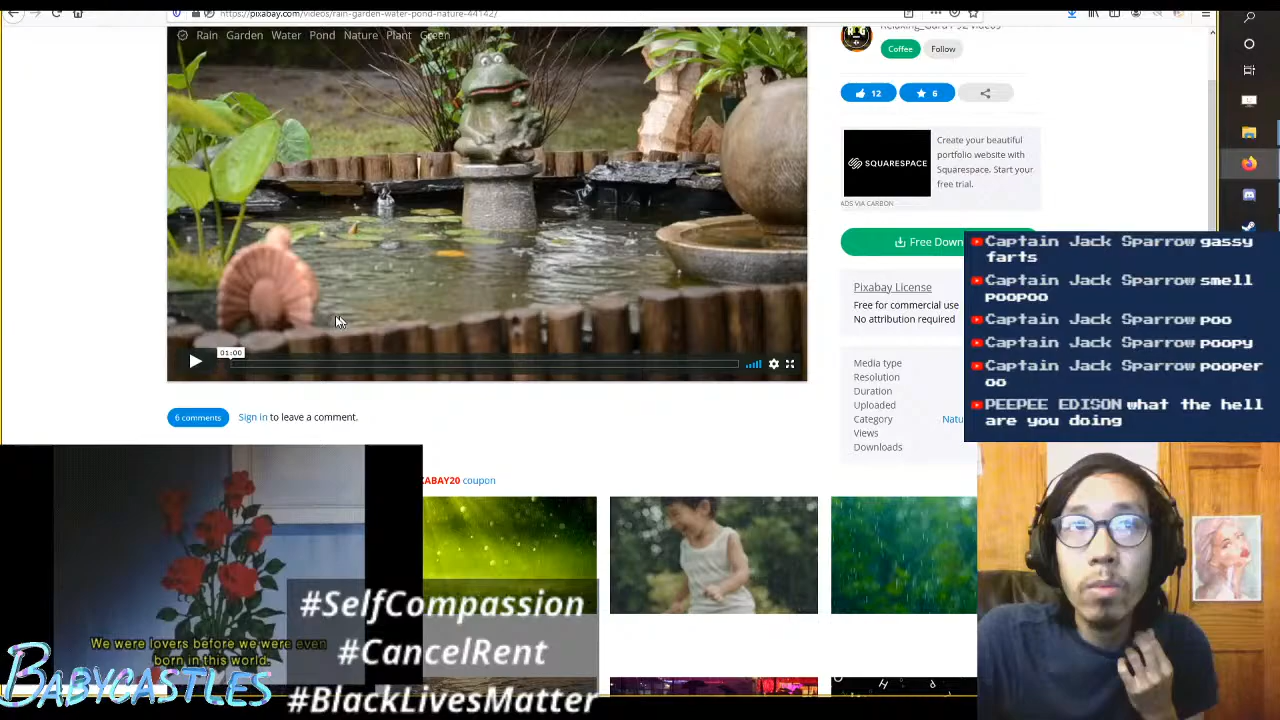 https://pixabay.com/videos/rain-garden-water-pond-nature-44142/
Rain Garden Water Pond Nature Plant Green
Coffee
Follow
12
6
Create your beautiful
portfolio website with
Squarespace. Start your
free trial.
SQUARESPACE
ADS VIA CARBON
Free Down
Pixabay License
Free for commercial use
No attribution required
Media type
Resolution
Duration
Uploaded
Category
Natu
Views
Downloads
01:00
6 comments
Sign in to leave a comment.
XABAY20 coupon
Captain Jack Sparrow gassy
farts
Captain Jack Sparrow smell
poopoo
Captain Jack Sparrow poo
Captain Jack Sparrow poopy
Captain Jack Sparrow pooper
oo
PEEPEE EDISON what the hell
are you doing
We were lovers before we were even
born in this world.
BABYCASTLES
#SelfCompassion
#CancelRent
#BlackLivesMatter